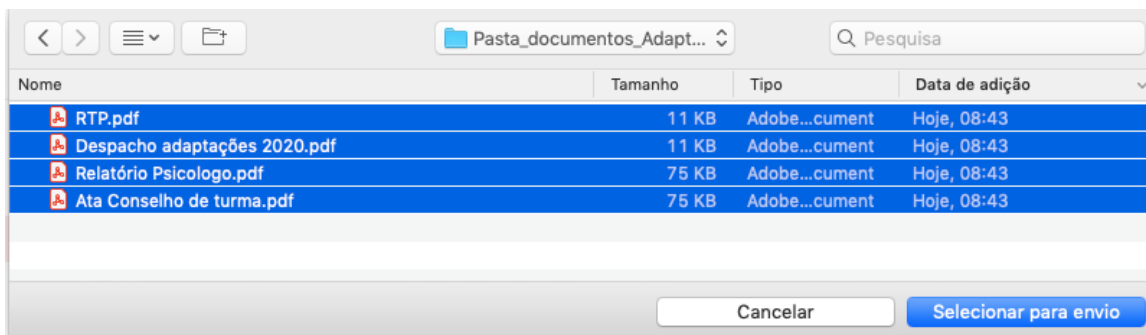 Pasta_documentos_Adapt... Pesquisa
Nome Tamanho Tipo Data de adição
RTP.pdf 11 KB Adobe...cument Hoje, 08:43
Despacho adaptações 2020.pdf 11 KB Adobe...cument Hoje, 08:43
Relatório Psicologo.pdf 75 KB Adobe...cument Hoje, 08:43
Ata Conselho de turma.pdf 75 KB Adobe...cument Hoje, 08:43
Cancelar Selecionar para envio